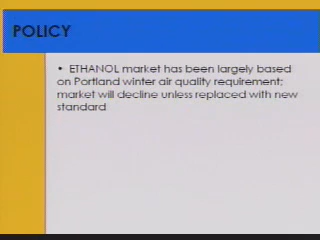 POLICY
• ETHANOL market has been largely based
on Portland winter air quality requirement;
market will decline unless replaced with new
standard